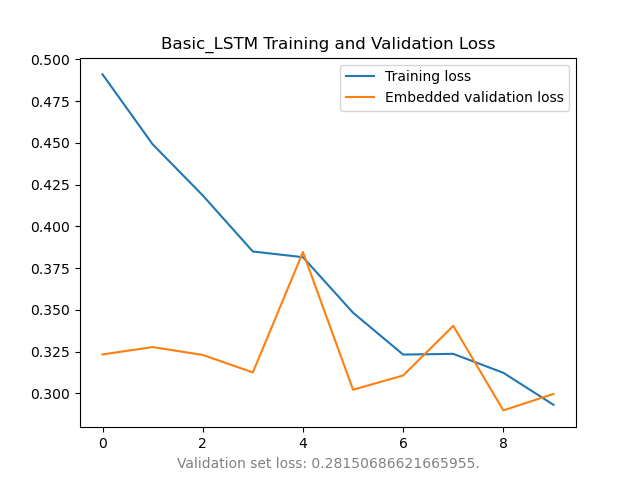 Basic_LSTM Training and Validation Loss
Training loss
Embedded validation loss
0.500
0.475
0.450
0.425
0.400
0.375
0.350
0.325
0.300
0 2 4 6 8
Validation set loss: 0.28150686621665955.